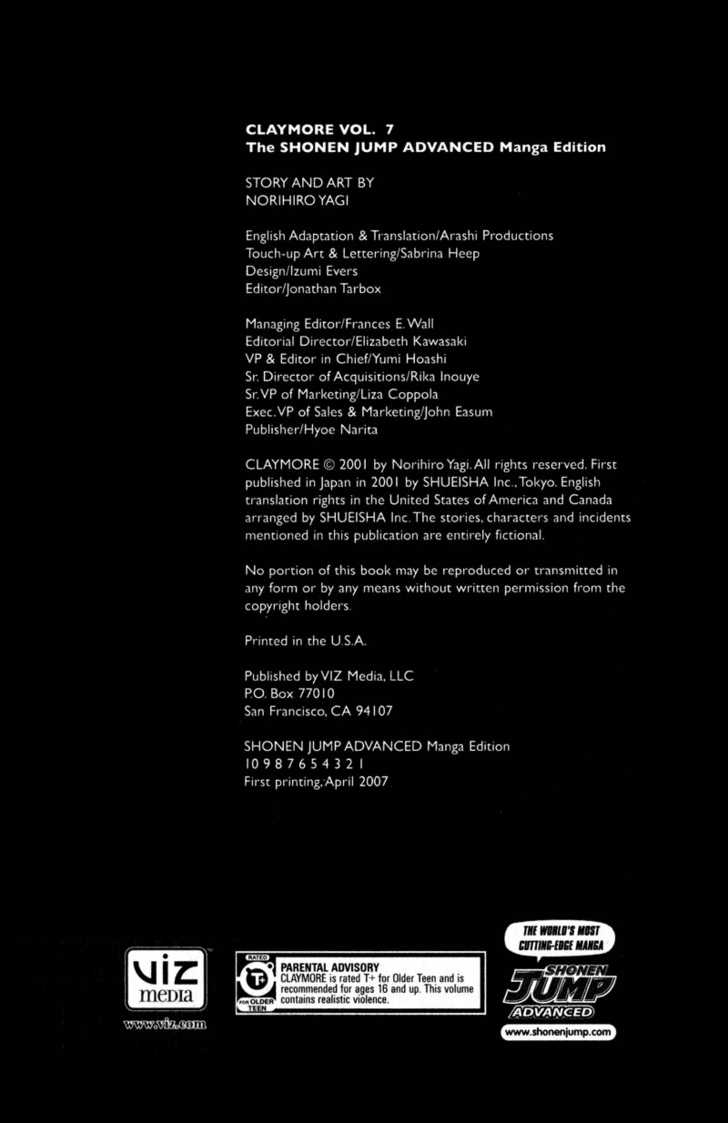 CLAYMORE VOL. 7
The SHONEN JUMP ADVANCED Manga Edition
STORY AND ART BY
NORIHIRO YAGI
English Adaptation & Translation/Arashi Productions
Touch-up Art & Lettering/Sabrina Heep
Design/Izumi Evers
Editor/Jonathan Tarbox
Managing Editor/Frances E. Wall
Editorial Director/Elizabeth Kawasaki
VP & Editor in Chief/Yumi Hoashi
Sr. Director of Acquisitions/Rika Inouye
Sr. VP of Marketing/Liza Coppola
Exec. VP of Sales & Marketing/John Easum
Publisher/Hyoe Narita
CLAYMORE © 2001 by Norihiro Yagi. All rights reserved. First
published in Japan in 2001 by SHUEISHA Inc., Tokyo. English
translation rights in the United States of America and Canada
arranged by SHUEISHA Inc. The stories, characters and incidents
mentioned in this publication are entirely fictional.
No portion of this book may be reproduced or transmitted in
any form or by any means without written permission from the
copyright holders.
Printed in the U.S.A.
Published by VIZ Media, LLC
P.O. Box 77010
San Francisco, CA 94107
SHONEN JUMP ADVANCED Manga Edition
10 9 8 7 6 5 4 3 2 1
First printing, April 2007
VIZ
media
www.viz.com
RATED
T+
FOR OLDER
TEEN
PARENTAL ADVISORY
CLAYMORE is rated T+ for Older Teen and is
recommended for ages 16 and up. This volume
contains realistic violence.
THE WORLD'S MOST
CUTTING-EDGE MANGA
SHONEN
JUMP
ADVANCED
www.shonenjump.com